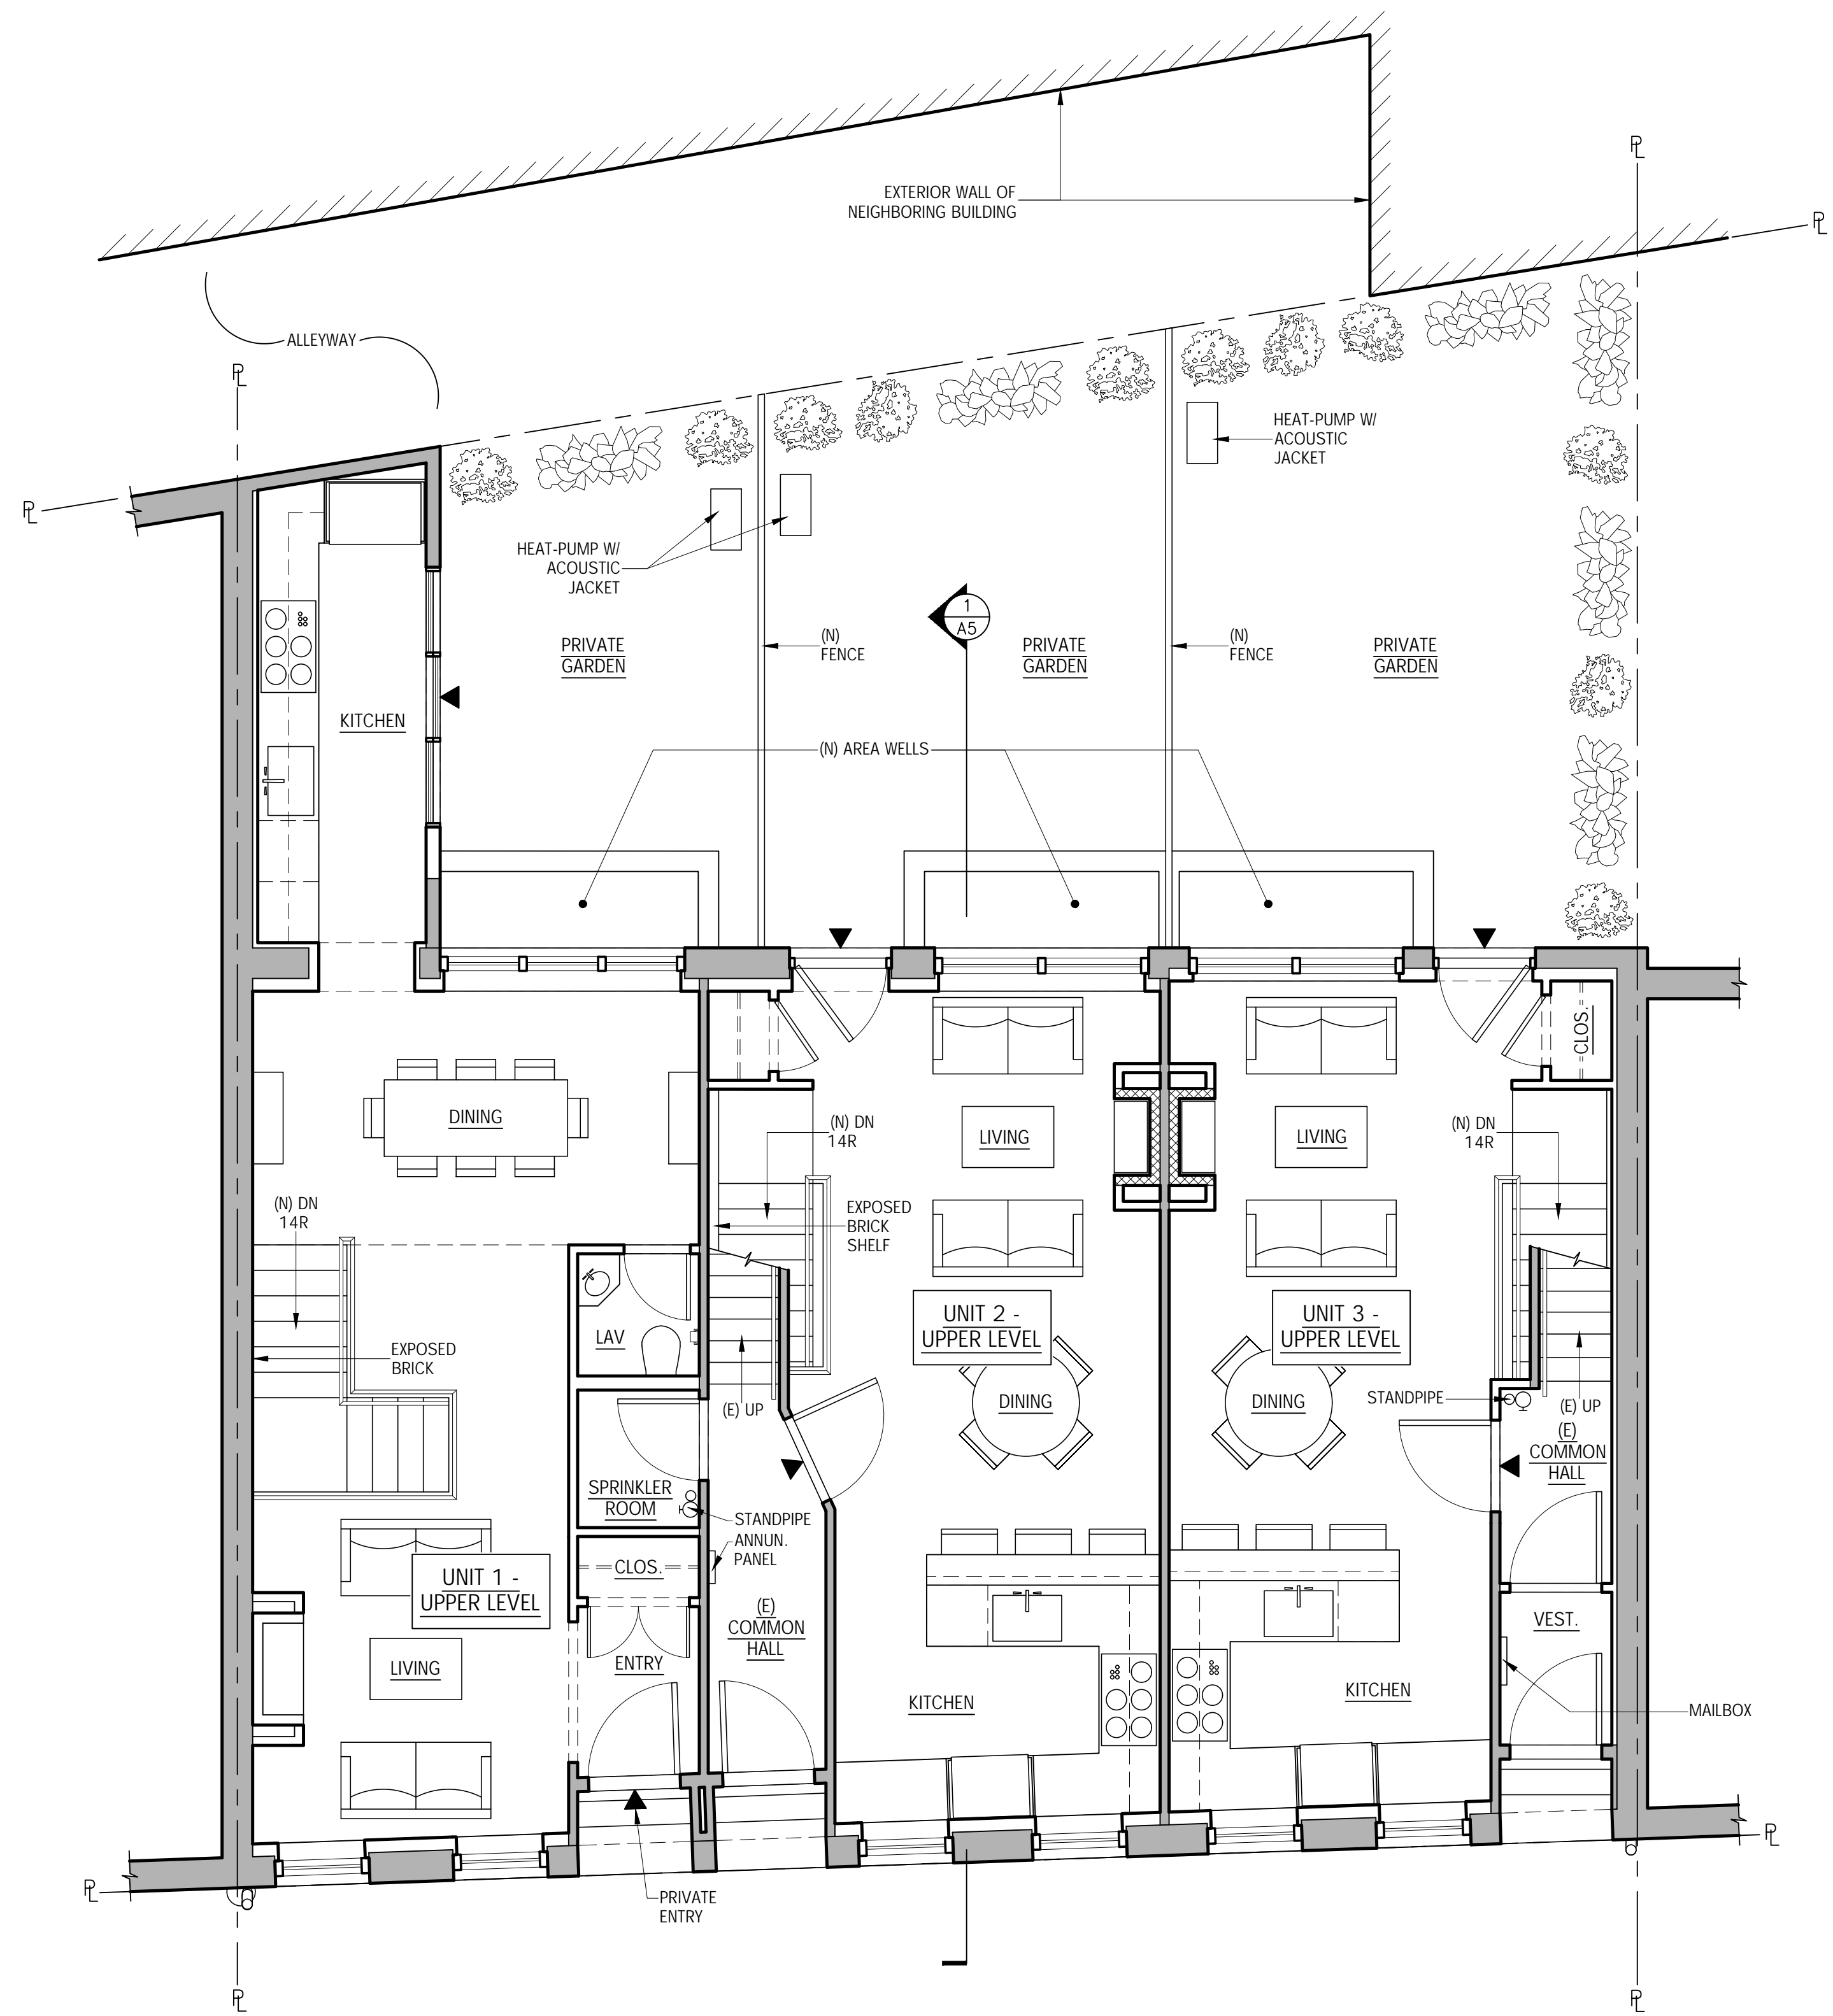 PL
EXTERIOR WALL OF
NEIGHBORING BUILDING
PL
ALLEYWAY
PL
HEAT-PUMP W/
ACOUSTIC
JACKET
PL
HEAT-PUMP W/
ACOUSTIC
JACKET
1
A5
PRIVATE
GARDEN
(N)
FENCE
PRIVATE
GARDEN
(N)
FENCE
PRIVATE
GARDEN
KITCHEN
(N) AREA WELLS
CLOS.
DINING
(N) DN
14R
LIVING
LIVING
(N) DN
14R
(N) DN
14R
EXPOSED
BRICK
SHELF
UNIT 2 -
UPPER LEVEL
UNIT 3 -
UPPER LEVEL
LAV
EXPOSED
BRICK
(E) UP
DINING
DINING
STANDPIPE
(E) UP
(E)
COMMON
HALL
SPRINKLER
ROOM
STANDPIPE
ANNUN.
PANEL
CLOS.
UNIT 1 -
UPPER LEVEL
(E)
COMMON
HALL
VEST.
ENTRY
LIVING
KITCHEN
KITCHEN
MAILBOX
PL
PL
PRIVATE
ENTRY
PL
PL